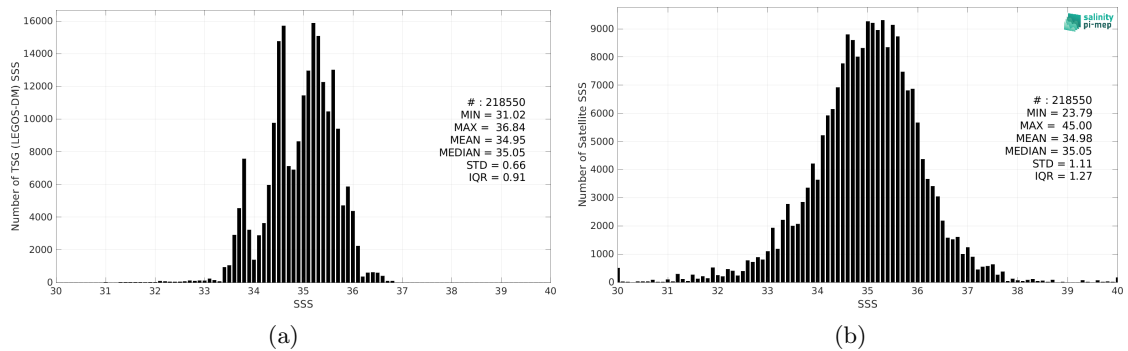 16000
14000
12000
10000
8000
6000
4000
2000
0
Number of TSG (LEGOS-DM) SSS
# : 218550
MIN = 31.02
MAX = 36.84
MEAN = 34.95
MEDIAN = 35.05
STD = 0.66
IQR = 0.91
30 31 32 33 34 35 36 37 38 39 40
SSS
(a)
salinity
pi-mep
9000
8000
7000
6000
5000
4000
3000
2000
1000
0
Number of Satellite SSS
# : 218550
MIN = 23.79
MAX = 45.00
MEAN = 34.98
MEDIAN = 35.05
STD = 1.11
IQR = 1.27
30 31 32 33 34 35 36 37 38 39 40
SSS
(b)